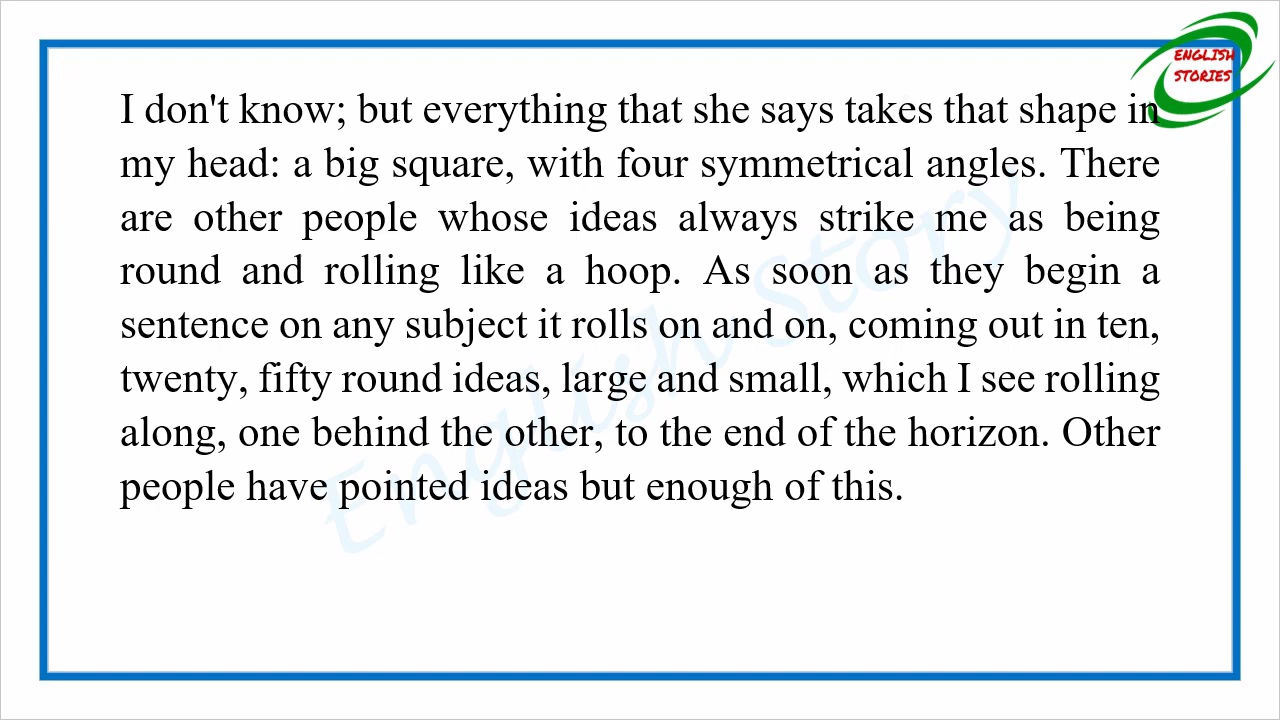 ENGLISH
STORIES
I don't know; but everything that she says takes that shape in
my head: a big square, with four symmetrical angles. There
are other people whose ideas always strike me as being
round and rolling like a hoop. As soon as they begin a
sentence on any subject it rolls on and on, coming out in ten,
twenty, fifty round ideas, large and small, which I see rolling
along, one behind the other, to the end of the horizon. Other
people have pointed ideas but enough of this.
English Story